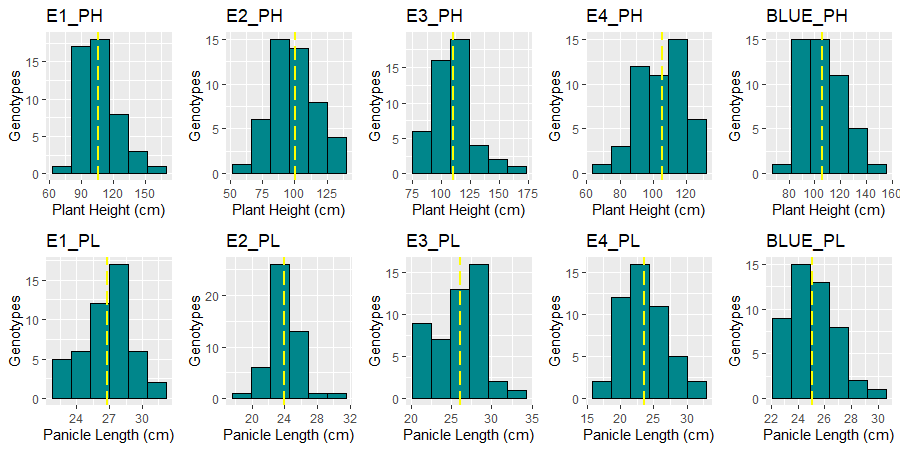 E1_PH E2_PH E3_PH E4_PH BLUE_PH
15 15 15 15 15
10 10 10 10 10
5 5 5 5 5
0 0 0 0 0
Genotypes Genotypes Genotypes Genotypes Genotypes
60 90 120 150 50 75 100 125 75 100 125 150 175 60 80 100 120 80 100 120 140 160
Plant Height (cm) Plant Height (cm) Plant Height (cm) Plant Height (cm) Plant Height (cm)
E1_PL E2_PL E3_PL E4_PL BLUE_PL
15 20 15 15 15
10 10 10 10 10
5 0 5 5 5
0 0 0 0
Genotypes Genotypes Genotypes Genotypes Genotypes
24 27 30 20 24 28 32 20 25 30 35 15 20 25 30 22 24 26 28 30
Panicle Length (cm) Panicle Length (cm) Panicle Length (cm) Panicle Length (cm) Panicle Length (cm)